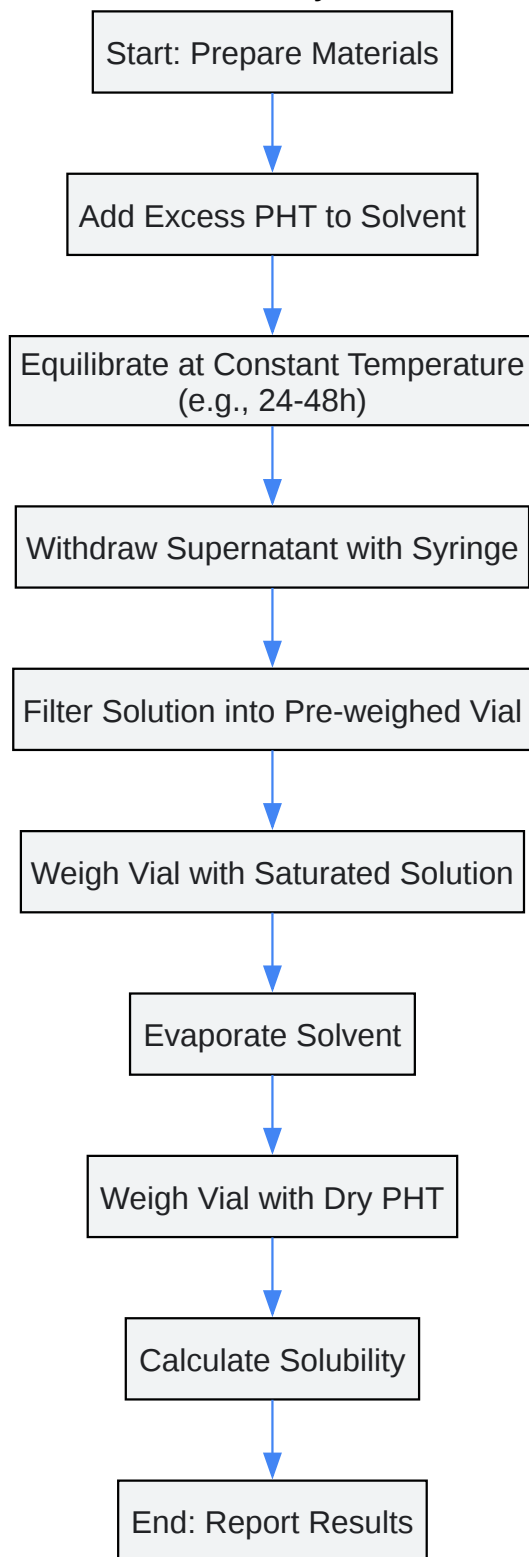 Start: Prepare Materials
Add Excess PHT to Solvent
Equilibrate at Constant Temperature
(e.g., 24-48h)
Withdraw Supernatant with Syringe
Filter Solution into Pre-weighed Vial
Weigh Vial with Saturated Solution
Evaporate Solvent
Weigh Vial with Dry PHT
Calculate Solubility
End: Report Results